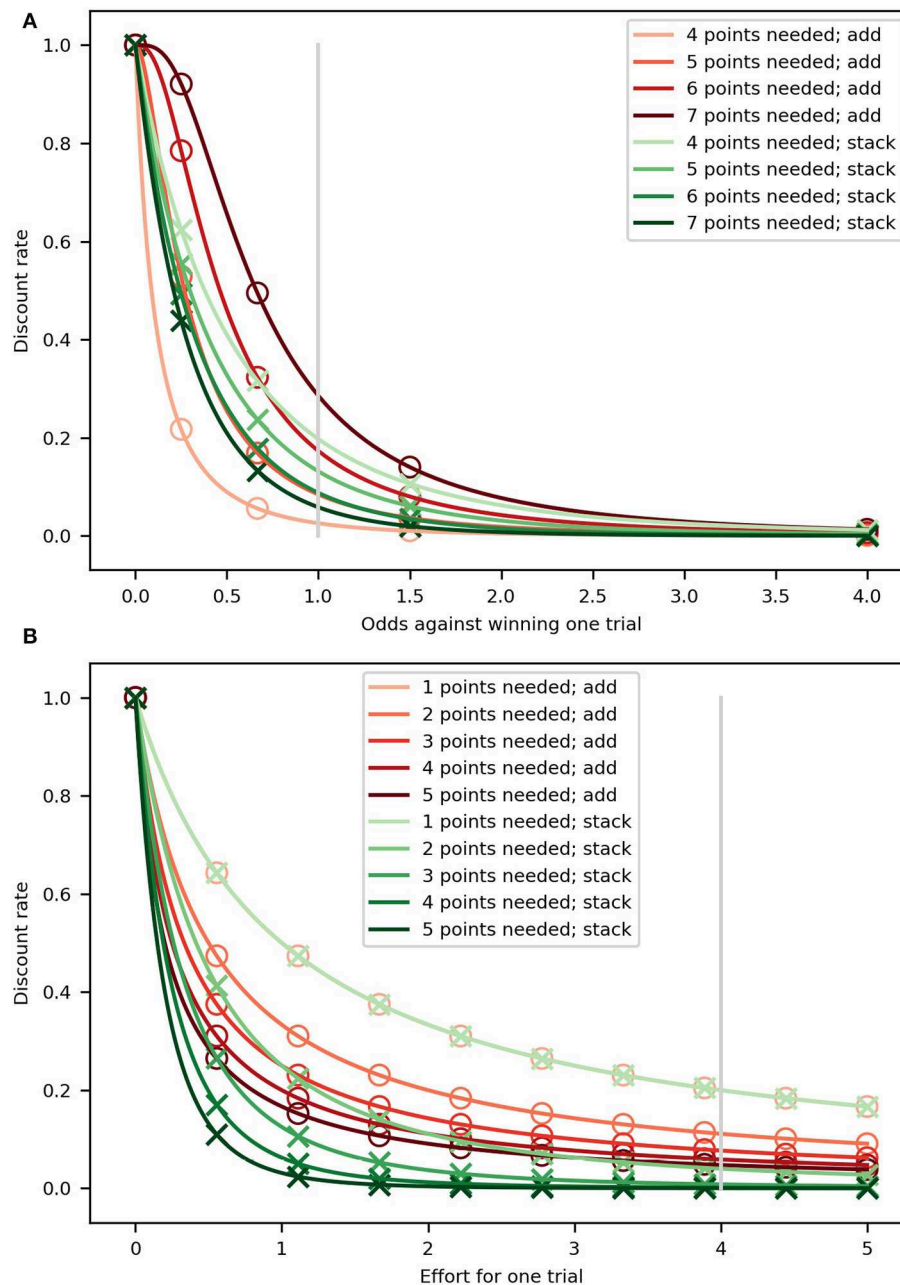 A
1.0
0.8
0.6
0.4
0.2
0.0
Discount rate
4 points needed; add
5 points needed; add
6 points needed; add
7 points needed; add
4 points needed; stack
5 points needed; stack
6 points needed; stack
7 points needed; stack
0.0 0.5 1.0 1.5 2.0 2.5 3.0 3.5 4.0
Odds against winning one trial
B
1.0
0.8
0.6
0.4
0.2
0.0
Discount rate
1 points needed; add
2 points needed; add
3 points needed; add
4 points needed; add
5 points needed; add
1 points needed; stack
2 points needed; stack
3 points needed; stack
4 points needed; stack
5 points needed; stack
0 1 2 3 4 5
Effort for one trial